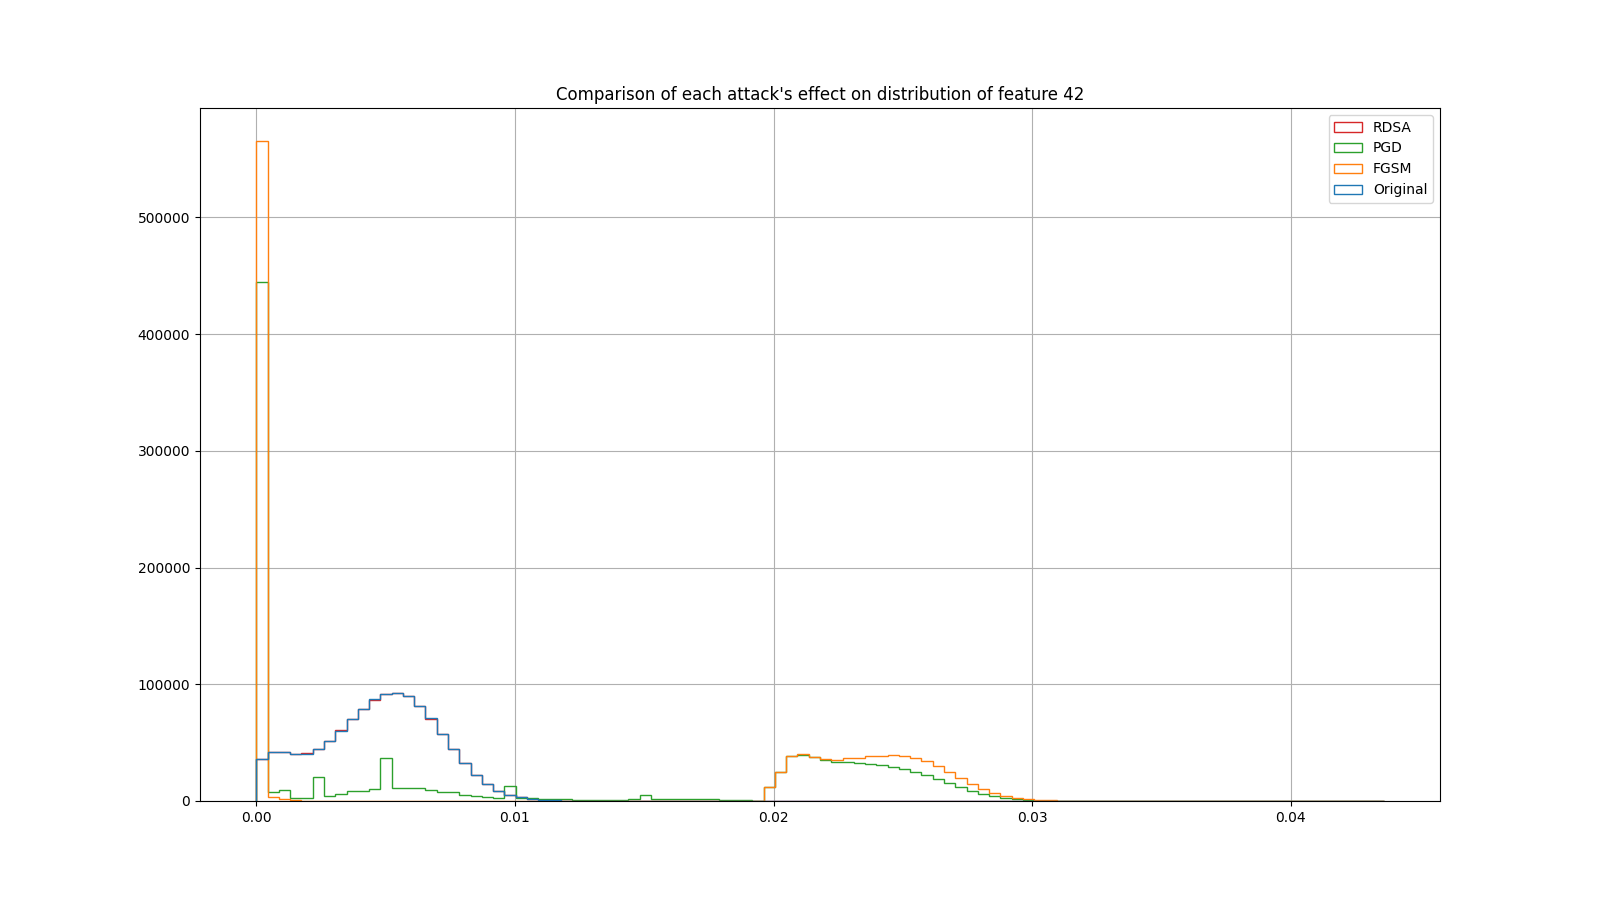 Comparison of each attack's effect on distribution of feature 42
RDSA
PGD
FGSM
Original
500000
400000
300000
200000
100000
0
0.00 0.01 0.02 0.03 0.04